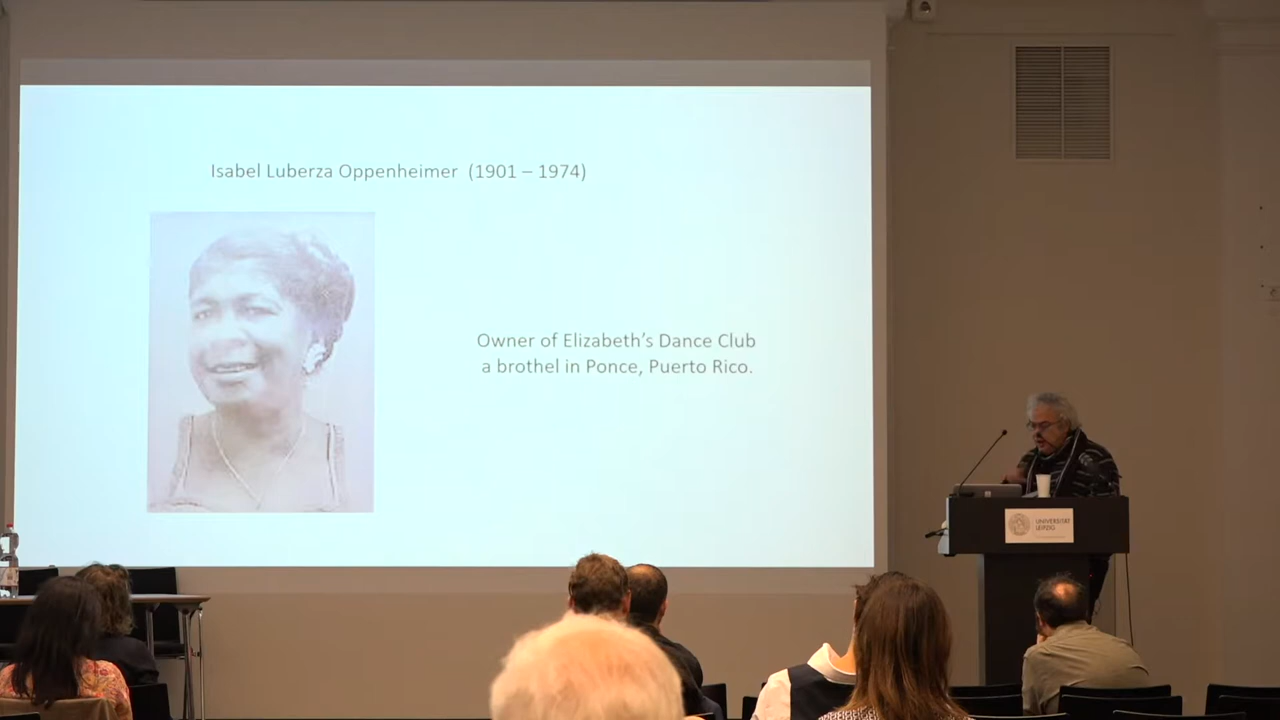 Isabel Luberza Oppenheimer (1901 – 1974)
Owner of Elizabeth's Dance Club
a brothel in Ponce, Puerto Rico.
UNIVERSITÄT
LEIPZIG